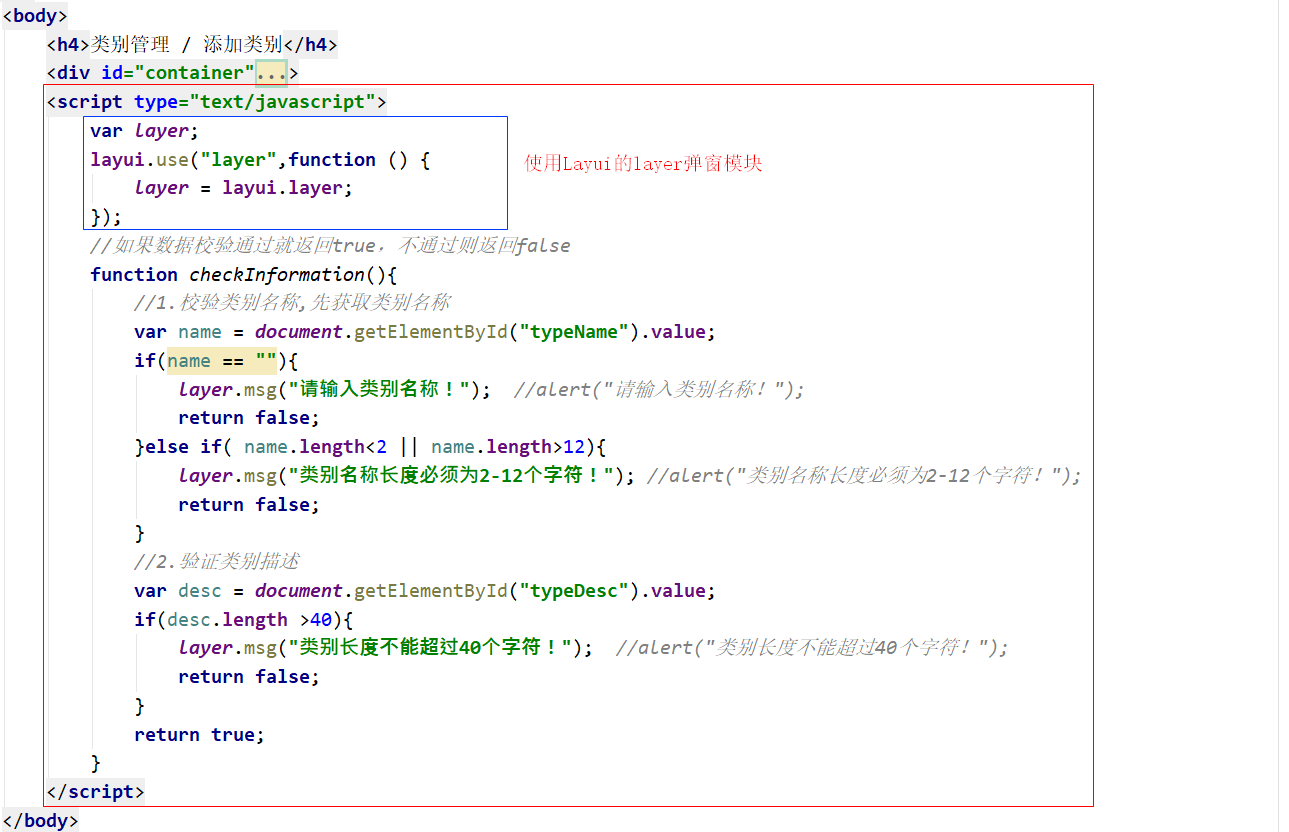 <body>
<h4>类别管理 / 添加类别</h4>
<div id="container"...>
<script type="text/javascript">
var layer;
layui.use("layer",function () {
使用Layui的layer弹窗模块
layer = layui.layer;
});
//如果数据校验通过就返回true，不通过则返回false
function checkInformation(){
//1.校验类别名称,先获取类别名称
var name = document.getElementById("typeName").value;
if(name == ""){
layer.msg("请输入类别名称！"); //alert("请输入类别名称！");
return false;
}else if( name.length<2 || name.length>12){
layer.msg("类别名称长度必须为2-12个字符！"); //alert("类别名称长度必须为2-12个字符！");
return false;
}
//2.验证类别描述
var desc = document.getElementById("typeDesc").value;
if(desc.length >40){
layer.msg("类别长度不能超过40个字符！"); //alert("类别长度不能超过40个字符！");
return false;
}
return true;
}
</script>
</body>